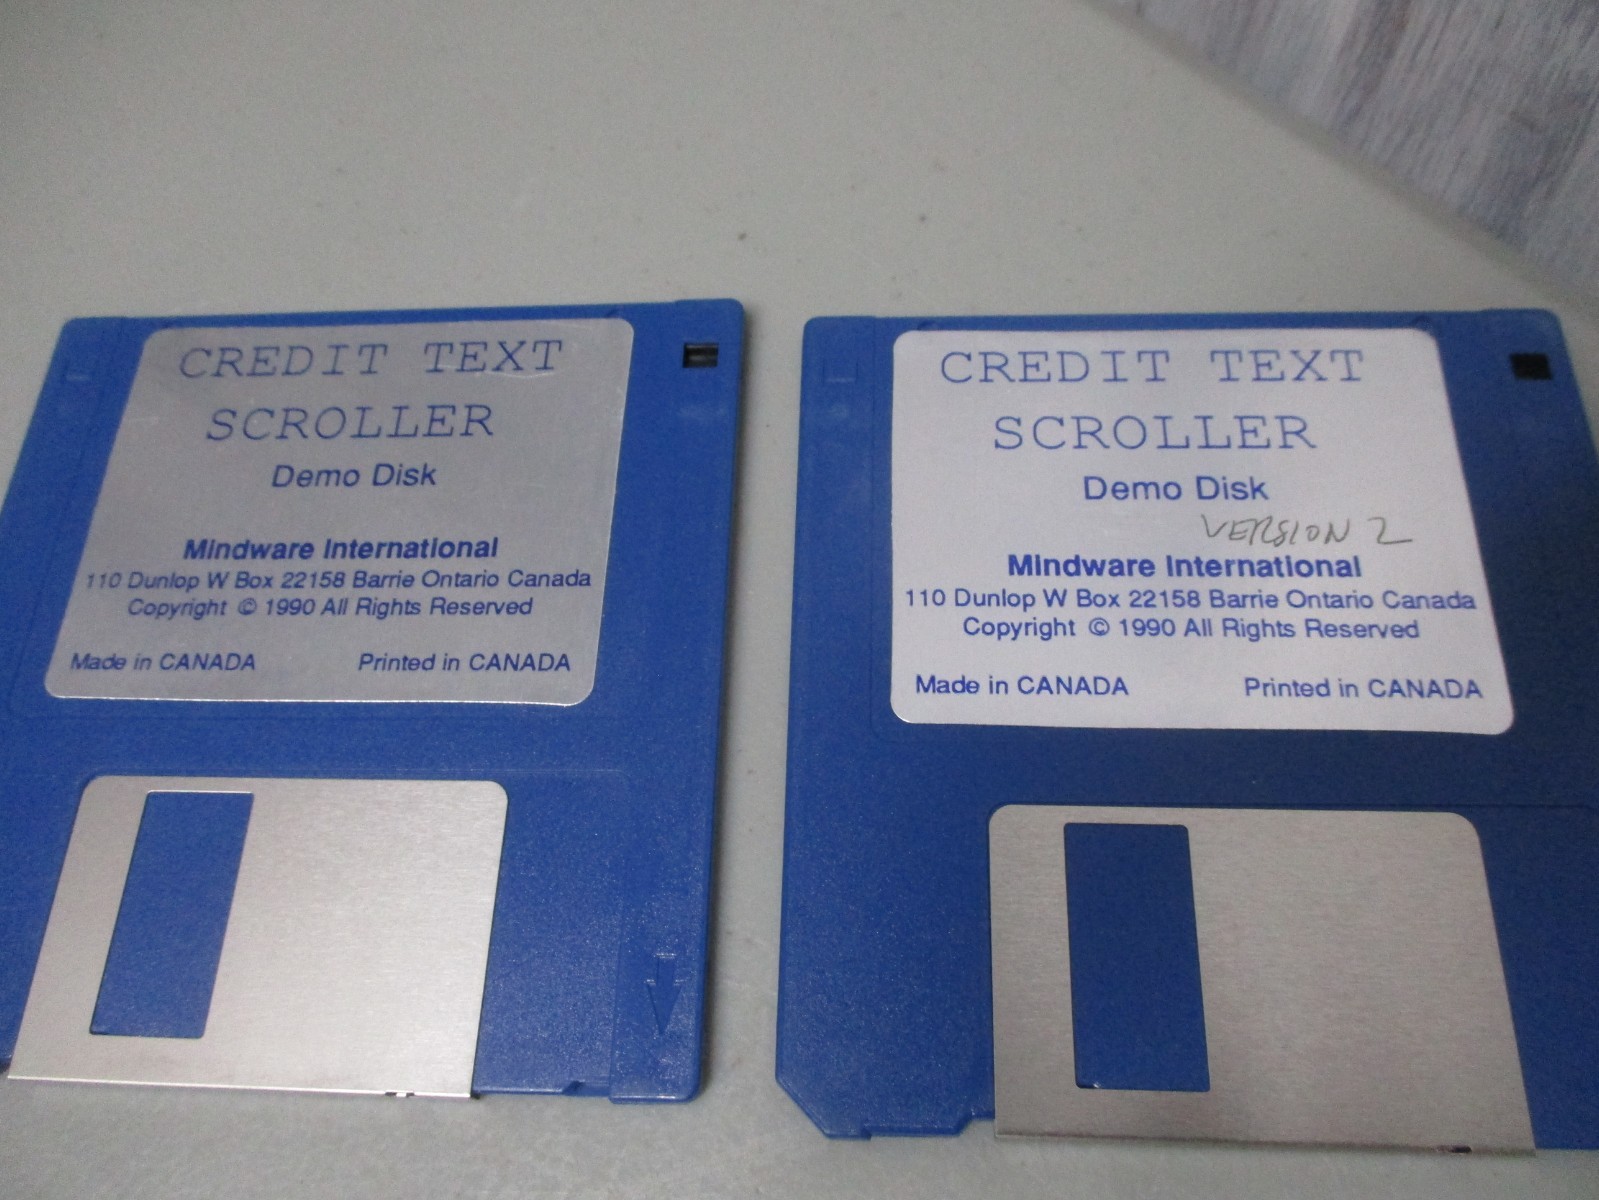 CREDIT TEXT
SCROLLER
Demo Disk
Mindware International
110 Dunlop W Box 22158 Barrie Ontario Canada
Copyright © 1990 All Rights Reserved
Made in CANADA Printed in CANADA
CREDIT TEXT
SCROLLER
Demo Disk
VERSION 2
Mindware International
110 Dunlop W Box 22158 Barrie Ontario Canada
Copyright © 1990 All Rights Reserved
Made in CANADA Printed in CANADA